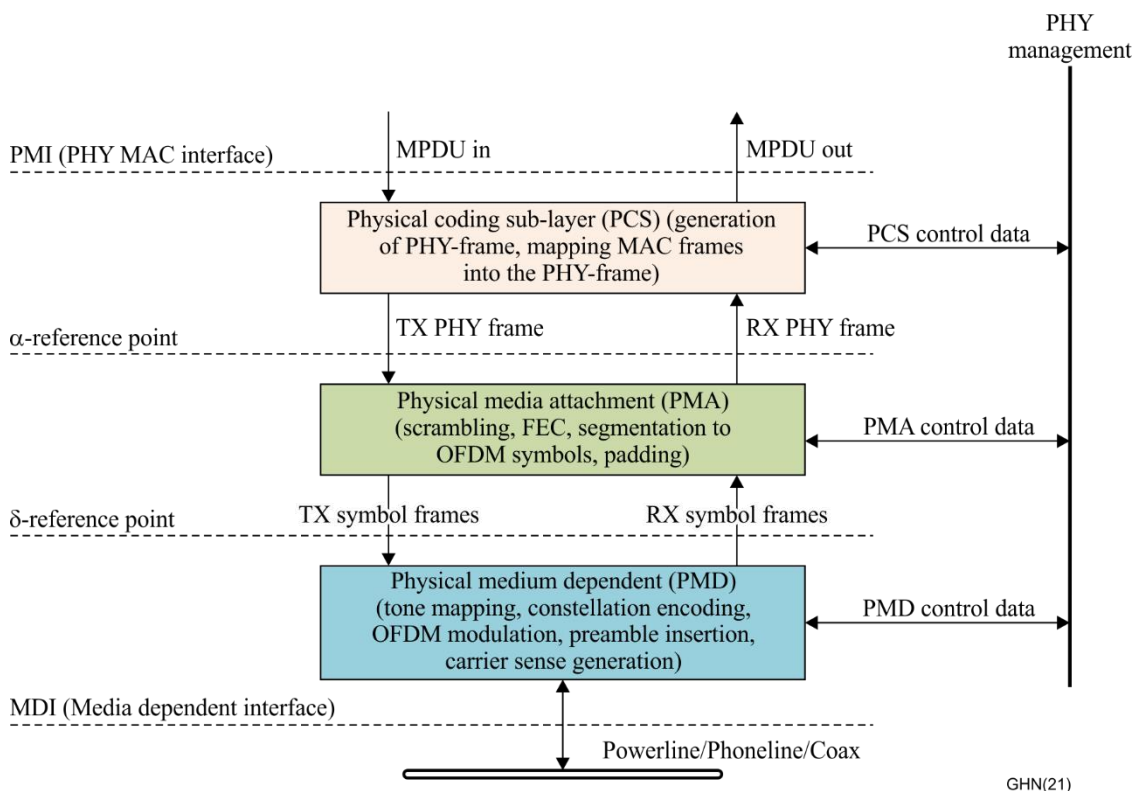 PHY
management
MPDU in
MPDU out
PMI (PHY MAC interface)
Physical coding sub-layer (PCS) (generation
of PHY-frame, mapping MAC frames
into the PHY-frame)
PCS control data
TX PHY frame
RX PHY frame
α-reference point
Physical media attachment (PMA)
(scrambling, FEC, segmentation to
OFDM symbols, padding)
PMA control data
TX symbol frames
RX symbol frames
δ-reference point
Physical medium dependent (PMD)
(tone mapping, constellation encoding,
OFDM modulation, preamble insertion,
carrier sense generation)
PMD control data
MDI (Media dependent interface)
Powerline/Phoneline/Coax
GHN(21)